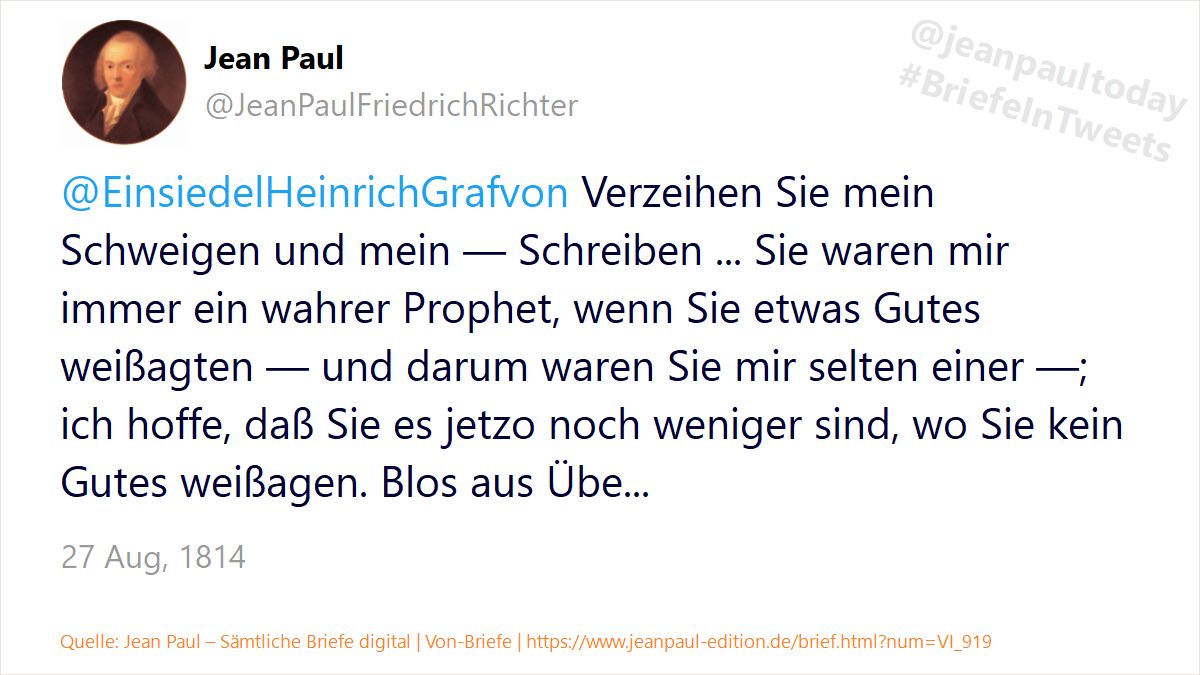 Jean Paul
@JeanPaulFriedrichRichter
@jeanpaultoday
#BriefeInTweets
@EinsiedelHeinrichGrafvon Verzeihen Sie mein
Schweigen und mein — Schreiben ... Sie waren mir
immer ein wahrer Prophet, wenn Sie etwas Gutes
weißagten — und darum waren Sie mir selten einer —;
ich hoffe, daß Sie es jetzo noch weniger sind, wo Sie kein
Gutes weißagen. Blos aus Übe...
27 Aug, 1814
Quelle: Jean Paul – Sämtliche Briefe digital | Von-Briefe | https://www.jeanpaul-edition.de/brief.html?num=VI_919